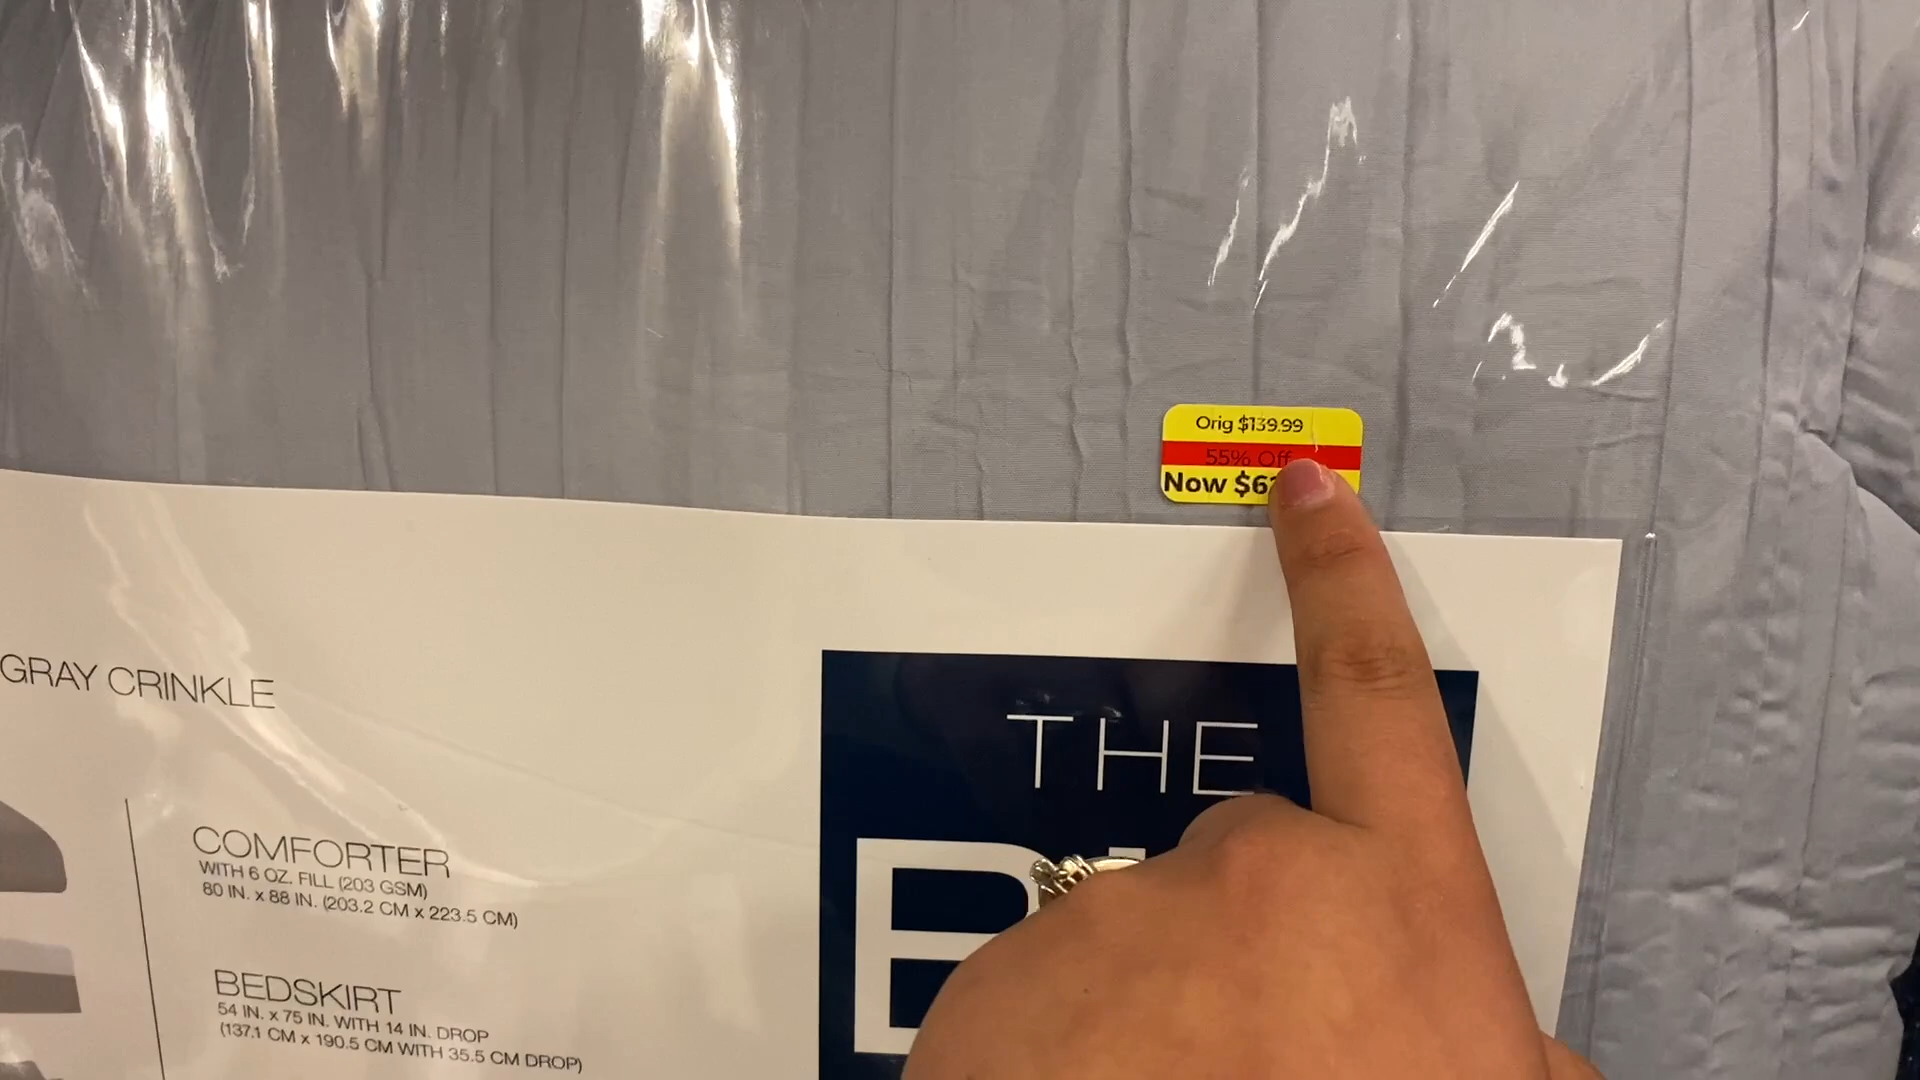 Orig $139.99
55% Off
Now $6
GRAY CRINKLE
THE
COMFORTER
WITH 6 OZ. FILL (203 GSM)
80 IN. x 88 IN. (203.2 CM x 223.5 CM)
BEDSKIRT
54 IN. x 75 IN. WITH 14 IN. DROP
(137.1 CM x 190.5 CM WITH 35.5 CM DROP)